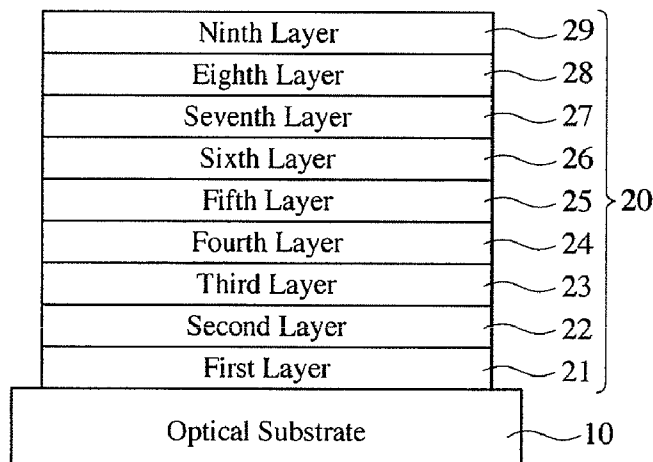 Ninth Layer 29
Eighth Layer 28
Seventh Layer 27
Sixth Layer 26
Fifth Layer 25 20
Fourth Layer 24
Third Layer 23
Second Layer 22
First Layer 21
Optical Substrate 10